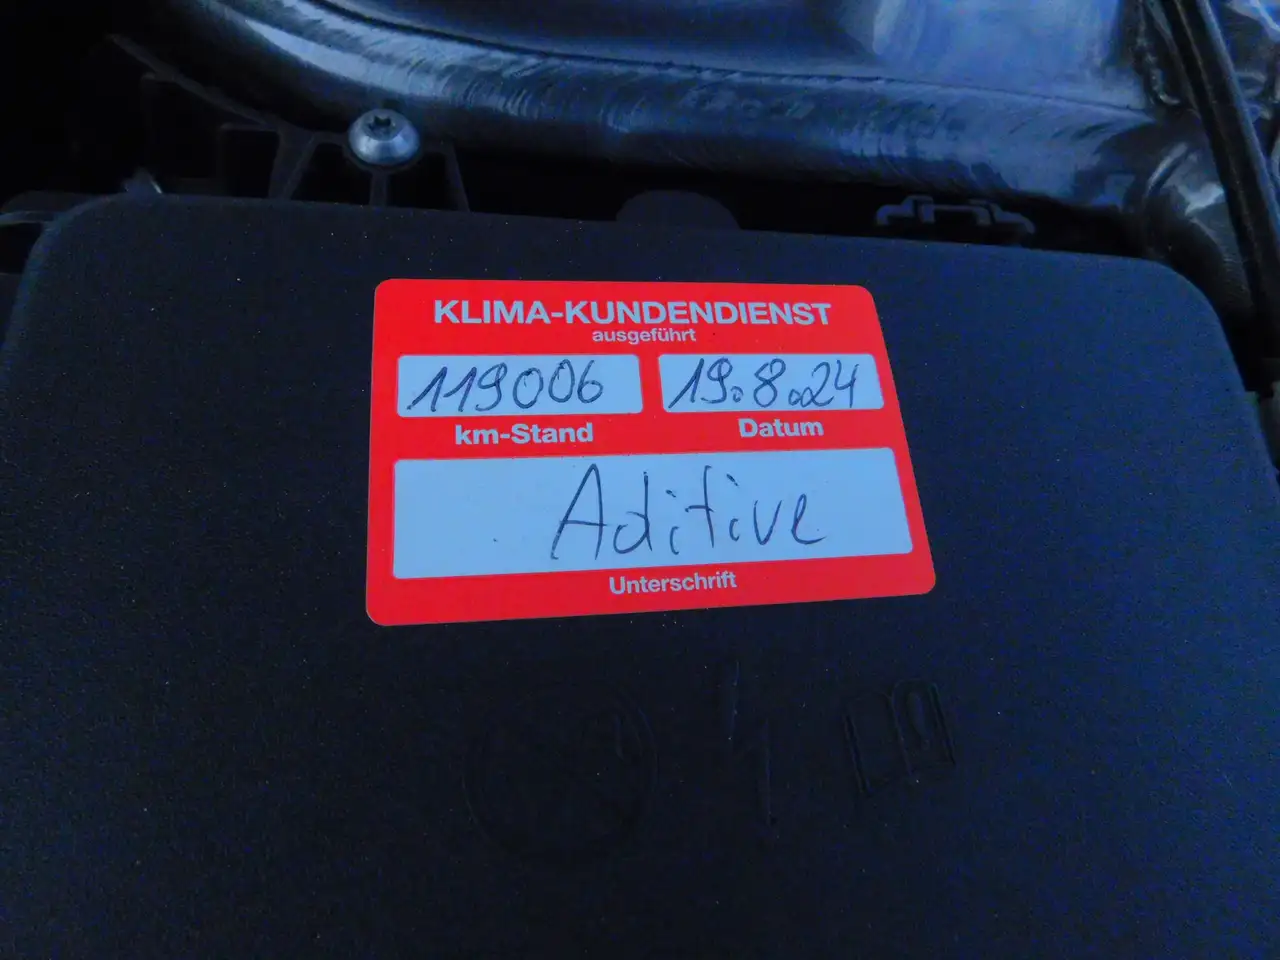 KLIMA-KUNDENDIENST
ausgeführt
119006 19.8.24
km-Stand Datum
Aditive
Unterschrift